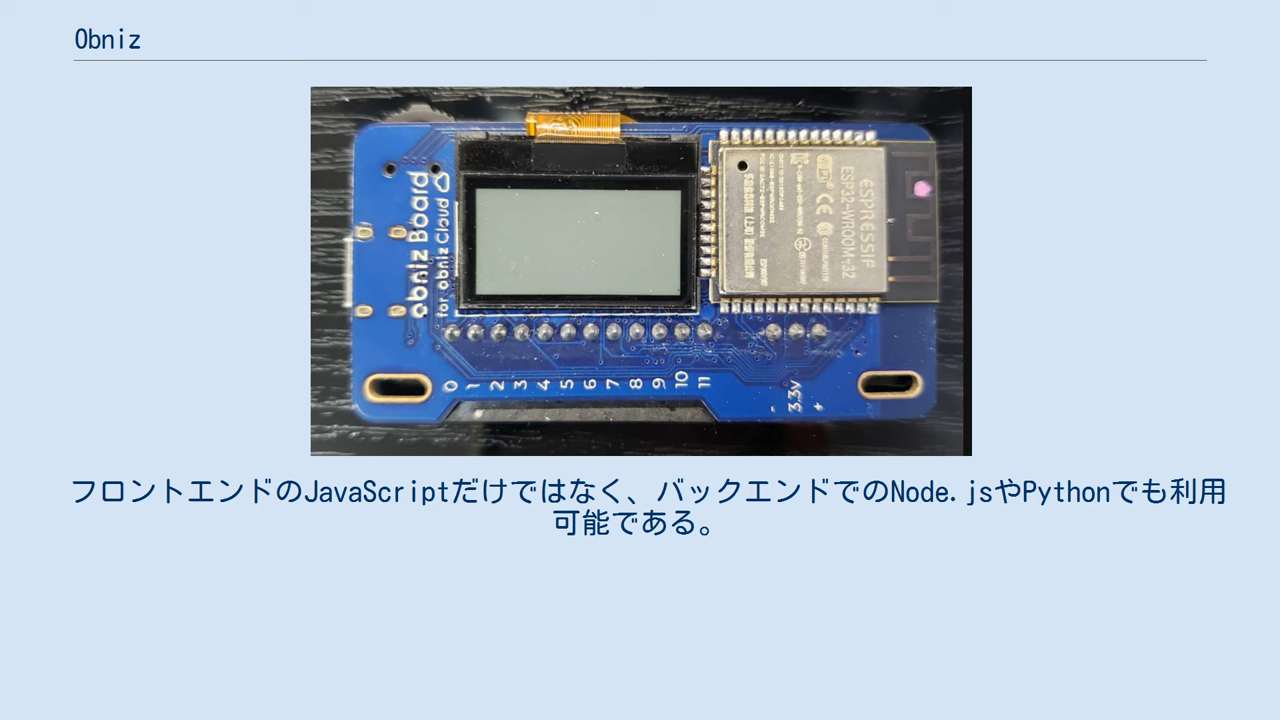 Obniz
obniz Board
for obniz Cloud
ESPRESSIF
ESP32-WROOM-32
Wi Fi
CE
0 1 2 3 4 5 6 7 8 9 10 11
- 3.3V +
フロントエンドのJavaScriptだけではなく、バックエンドでのNode.jsやPythonでも利用
可能である。